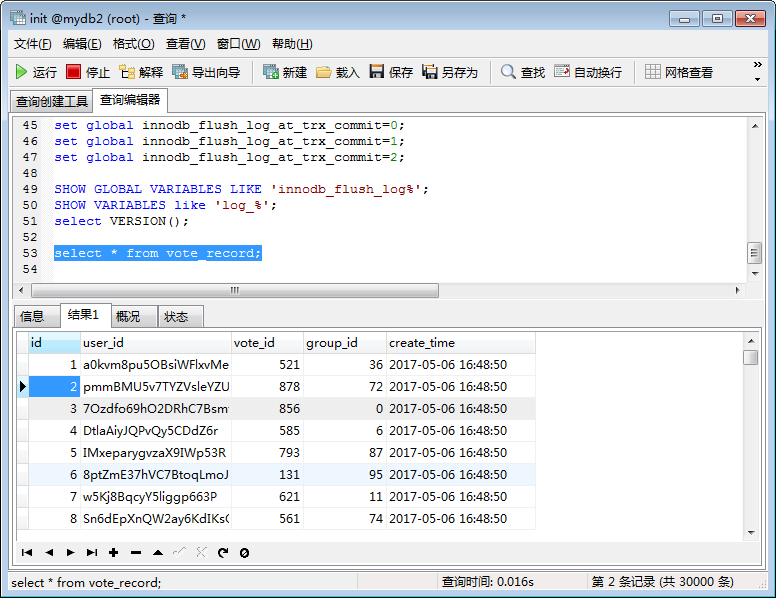 init @mydb2 (root) - 查询 *
文件(F) 编辑(E) 格式(O) 查看(V) 窗口(W) 帮助(H)
运行 停止 解释 导出向导 新建 载入 保存 另存为 查找 自动换行 网格查看
查询创建工具 查询编辑器
45 set global innodb_flush_log_at_trx_commit=0;
46 set global innodb_flush_log_at_trx_commit=1;
47 set global innodb_flush_log_at_trx_commit=2;
48
49 SHOW GLOBAL VARIABLES LIKE 'innodb_flush_log%';
50 SHOW VARIABLES like 'log_%';
51 select VERSION();
52
53 select * from vote_record;
54
信息 结果1 概况 状态
id user_id vote_id group_id create_time
1 a0kvm8pu5OBsiWFlxvMe 521 36 2017-05-06 16:48:50
2 pmmBMU5v7TYZVsleYZU 878 72 2017-05-06 16:48:50
3 7Ozdfo69hO2DRhC7Bsm 856 0 2017-05-06 16:48:50
4 DtlaAiyJQPvQy5CDdZ6r 585 6 2017-05-06 16:48:50
5 IMxeparygvzaX9IWp53R 793 87 2017-05-06 16:48:50
6 8ptZmE37hVC7BtoqLmoJ 131 95 2017-05-06 16:48:50
7 w5Kj8BqcyY5liggp663P 621 11 2017-05-06 16:48:50
8 Sn6dEpXnQW2ay6KdIKs 561 74 2017-05-06 16:48:50
select * from vote_record; 查询时间: 0.016s 第 2 条记录 (共 30000 条)